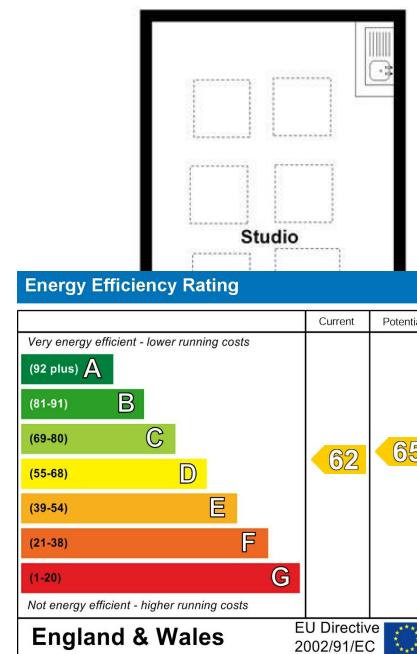 Studio
Energy Efficiency Rating
Current
Very energy efficient - lower running costs
(92 plus) A
(81-91) B
(69-80) C
(55-68) D
(39-54) E
(21-38) F
(1-20) G
62
65
Not energy efficient - higher running costs
England & Wales
EU Directive
2002/91/EC